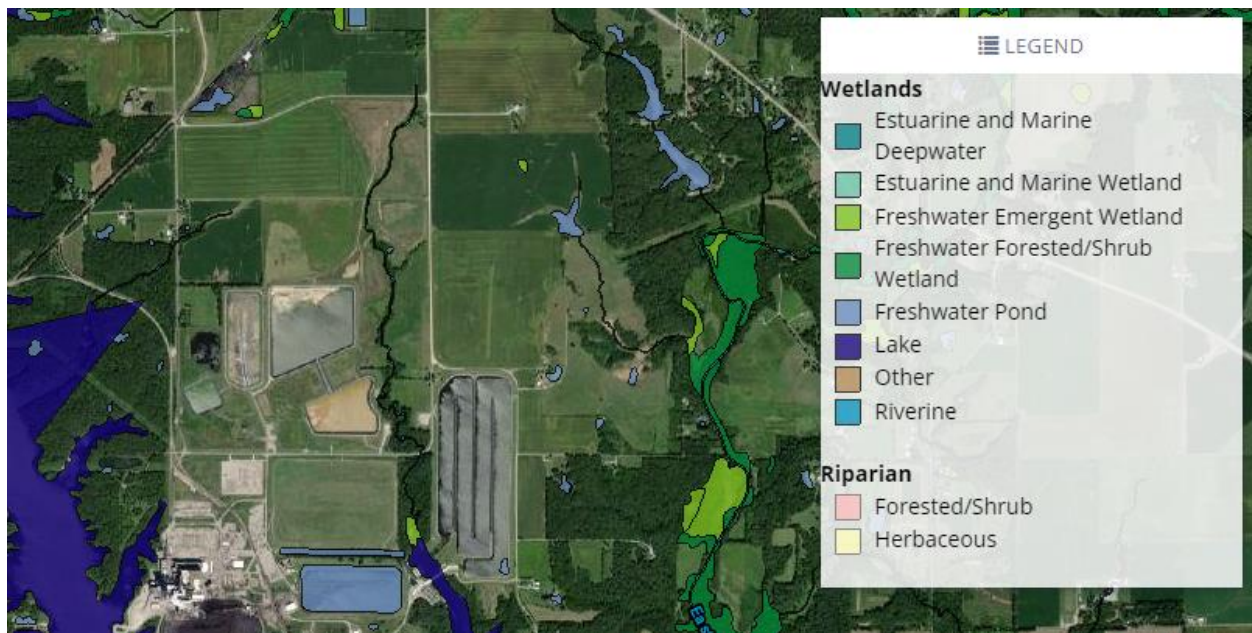 LEGEND
Wetlands
Estuarine and Marine
Deepwater
Estuarine and Marine Wetland
Freshwater Emergent Wetland
Freshwater Forested/Shrub
Wetland
Freshwater Pond
Lake
Other
Riverine
Riparian
Forested/Shrub
Herbaceous